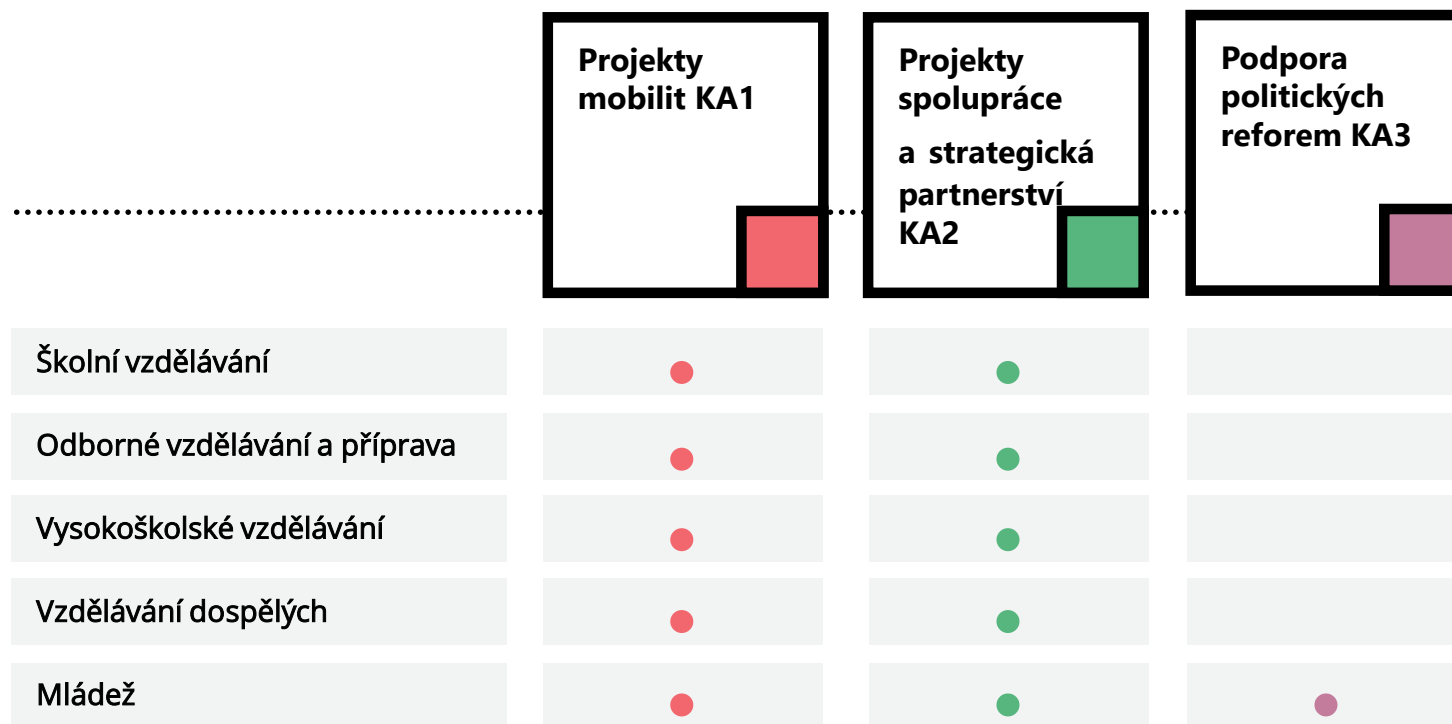 Projekty
mobilit KA1
Projekty
spolupráce
a strategická
partnerství
KA2
Podpora
politických
reforem KA3
Školní vzdělávání
Odborné vzdělávání a příprava
Vysokoškolské vzdělávání
Vzdělávání dospělých
Mládež